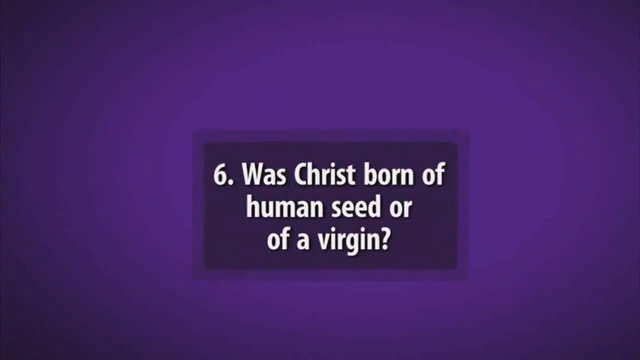 6. Was Christ born of
human seed or
of a virgin?